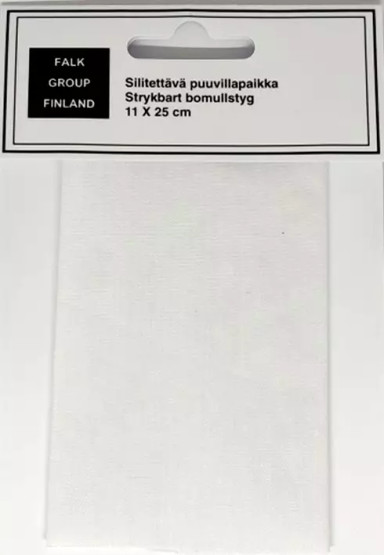 FALK
GROUP
FINLAND
Silitettävä puuvillapaikka
Strykbart bomullstyg
11 X 25 cm